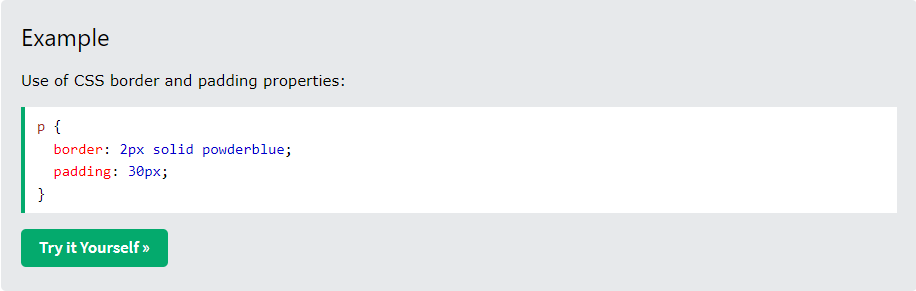 Example
Use of CSS border and padding properties:
p {
  border: 2px solid powderblue;
  padding: 30px;
}
Try it Yourself »